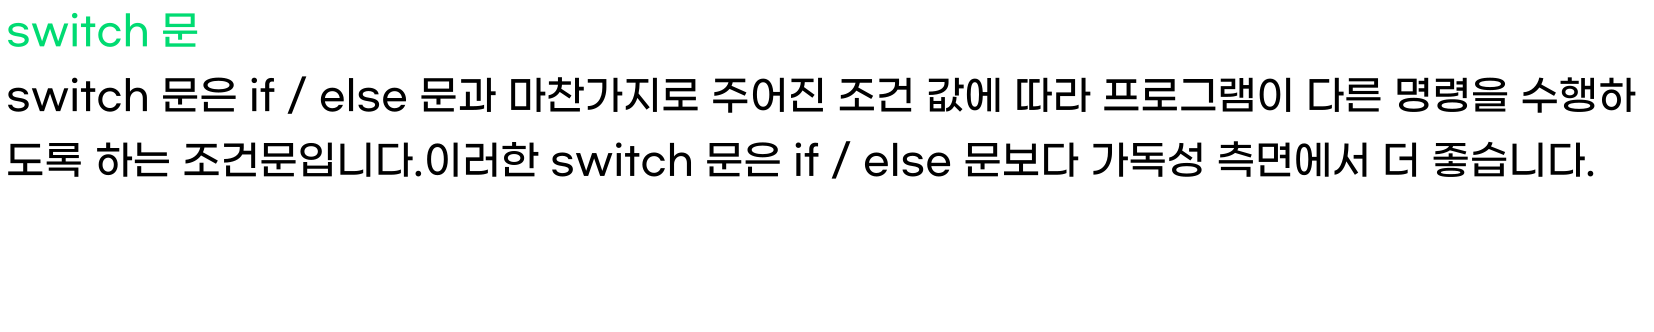 switch 문
switch 문은 if / else 문과 마찬가지로 주어진 조건 값에 따라 프로그램이 다른 명령을 수행하
도록 하는 조건문입니다.이러한 switch 문은 if / else 문보다 가독성 측면에서 더 좋습니다.